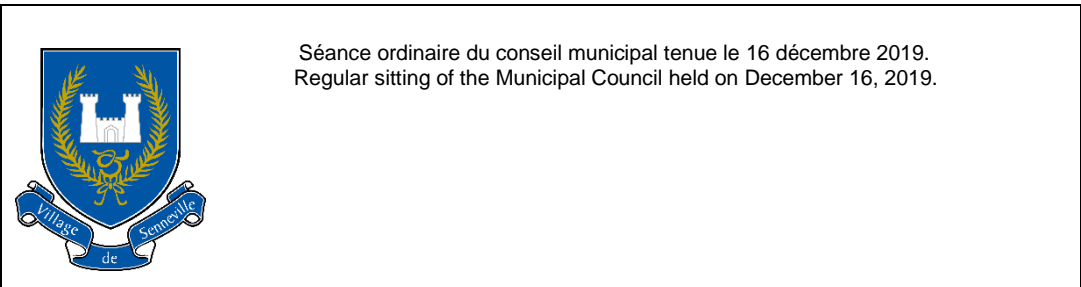 Séance ordinaire du conseil municipal tenue le 16 décembre 2019.
Regular sitting of the Municipal Council held on December 16, 2019.
Village
de
Senneville